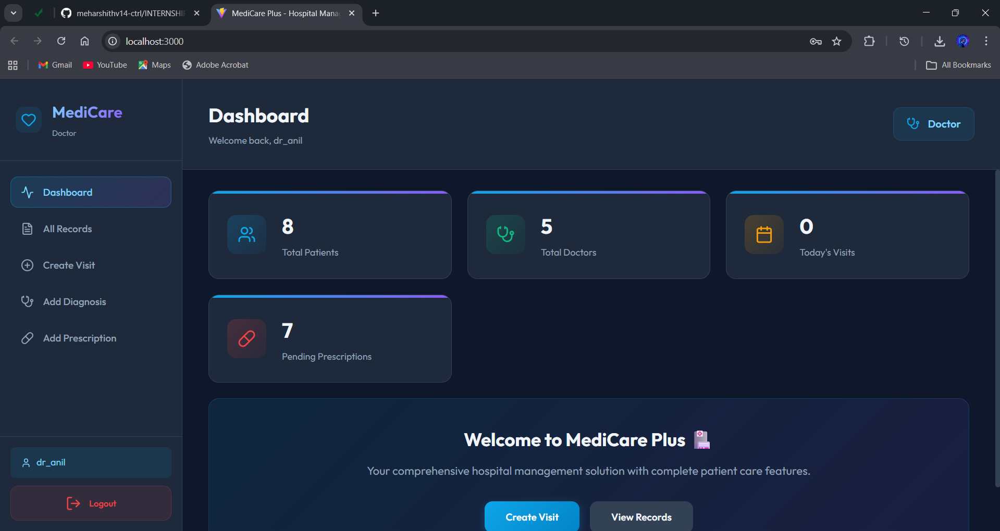 meharshithv14-ctrl/INTERNSHIP
MediCare Plus - Hospital Mana
localhost:3000
Gmail
YouTube
Maps
Adobe Acrobat
All Bookmarks
MediCare
Doctor
Dashboard
All Records
Create Visit
Add Diagnosis
Add Prescription
dr_anil
Logout
Dashboard
Welcome back, dr_anil
Doctor
8
Total Patients
5
Total Doctors
0
Today's Visits
7
Pending Prescriptions
Welcome to MediCare Plus
Your comprehensive hospital management solution with complete patient care features.
Create Visit
View Records